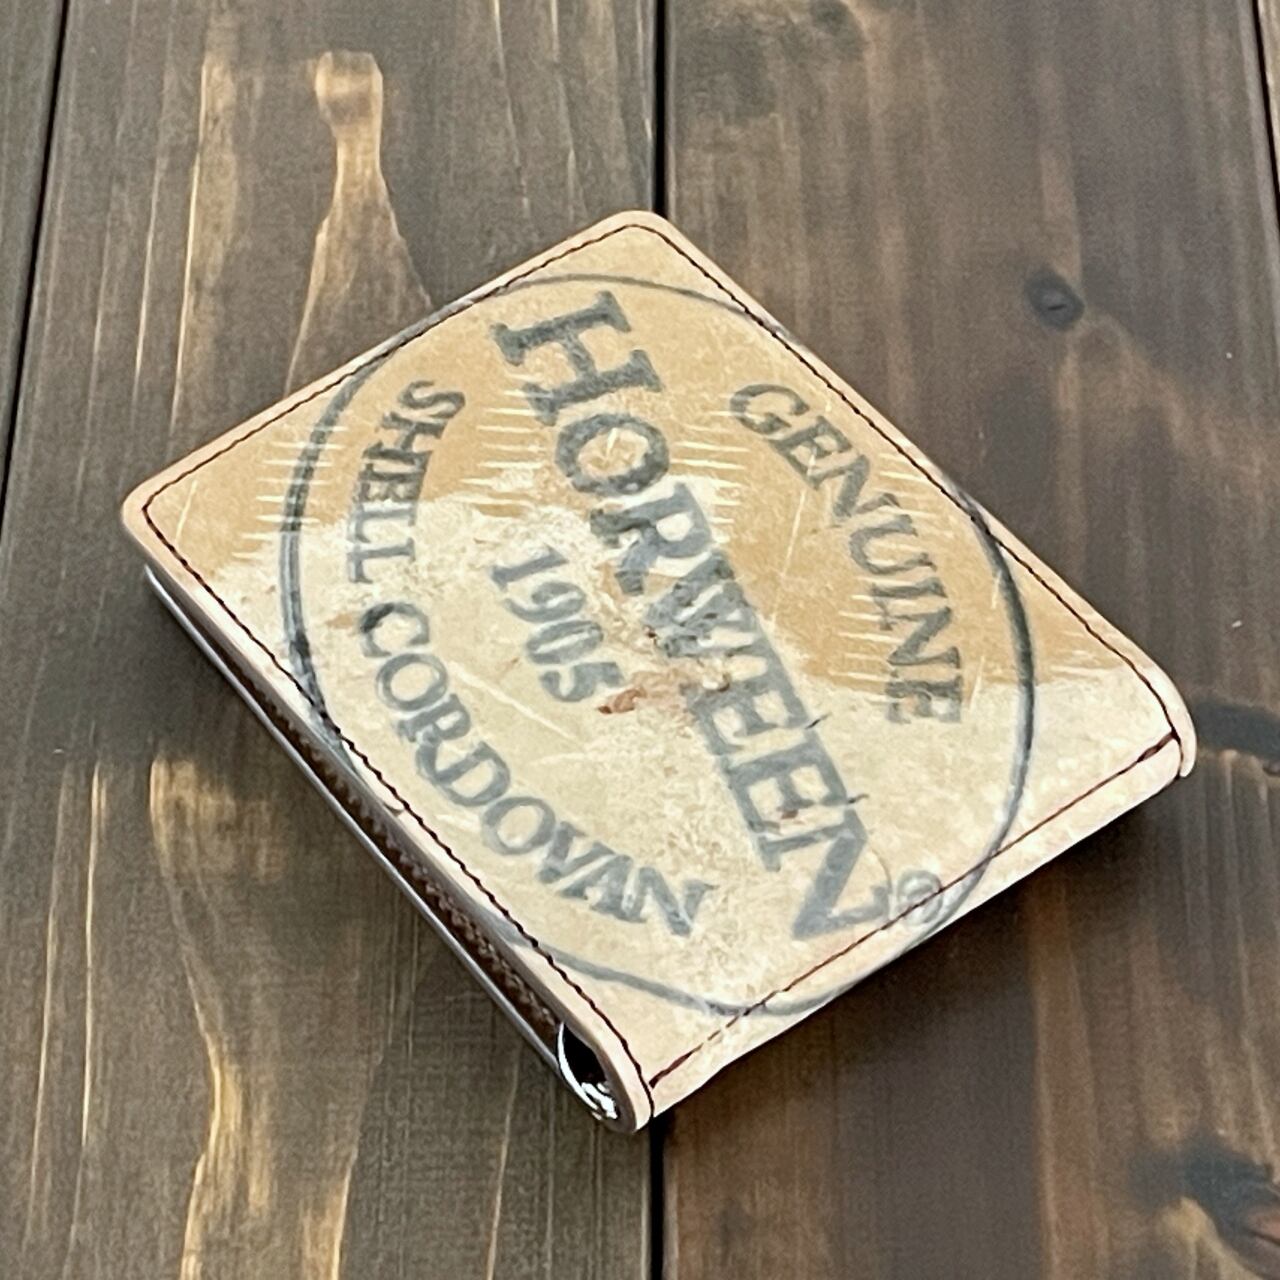 GENUINE
HORWEEN®
1905
SHELL CORDOVAN